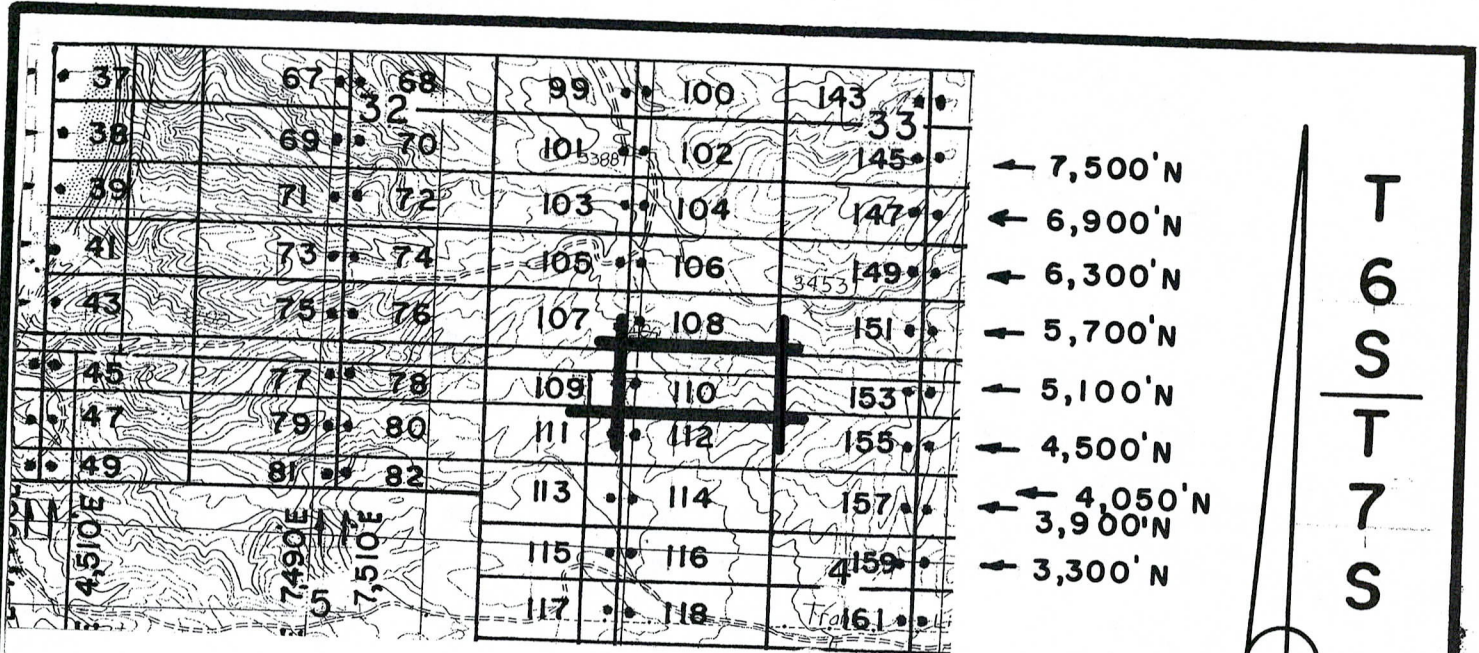 37 67 68 99 100 143
32 33
38 69 70 101 5388 102 145 ← 7,500'N
39 71 72 103 104 147 ← 6,900'N
41 73 74 105 106 149 ← 6,300'N
3453
43 75 76 107 108 151 ← 5,700'N
45 77 78 109 110 153 ← 5,100'N
47 79 80 111 112 155 ← 4,500'N
49 81 82 113 114 157 ← 4,050'N
3,900'N
4,510'E 7,490'E 7,510'E
115 116 4 159 ← 3,300'N
5 117 118 161
T
6
S
T
7
S